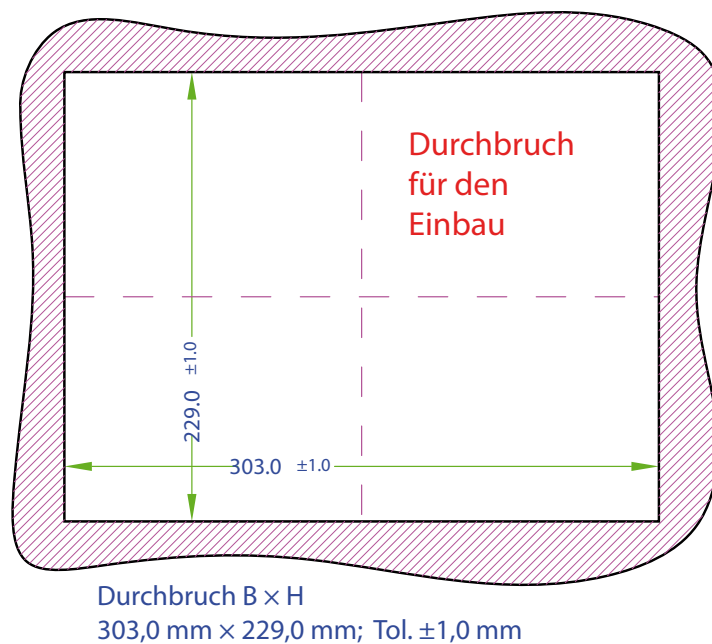 Durchbruch
für den
Einbau
229.0 ±1.0
303.0 ±1.0
Durchbruch B × H
303,0 mm × 229,0 mm; Tol. ±1,0 mm